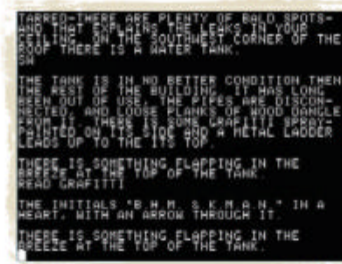 TARRED-THERE ARE PLENTY OF BALD SPOTS-
AND THAT EXPLAINS THE LEAKS IN YOUR
CEILING. ON THE SOUTHWEST CORNER OF THE
ROOF THERE IS A WATER TANK.
SW
THE TANK IS IN NO BETTER CONDITION THEN
THE REST OF THE BUILDING. IT HAS LONG
BEEN OUT OF USE, THE PIPES ARE DISCON-
NECTED, AND LOOSE PLANKS OF WOOD DANGLE
THERE IS SOME GRAFITTI SPRAY-
PAINTED ON ITS SIDE AND A METAL LADDER
LEADS UP TO THE ITS TOP.
THERE IS SOMETHING FLAPPING IN THE
BREEZE AT THE TOP OF THE TANK.
READ GRAFITTI
THE INITIALS "B.H.M. & K.M.A.N." IN A
HEART, WITH AN ARROW THROUGH IT.
THERE IS SOMETHING FLAPPING IN THE
BREEZE AT THE TOP OF THE TANK.